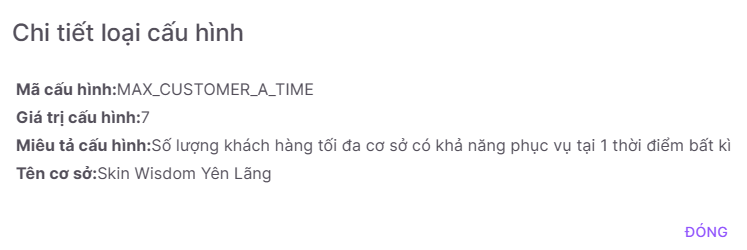 Chi tiết loại cấu hình
Mã cấu hình:MAX_CUSTOMER_A_TIME
Giá trị cấu hình:7
Miêu tả cấu hình:Số lượng khách hàng tối đa cơ sở có khả năng phục vụ tại 1 thời điểm bất kì
Tên cơ sở:Skin Wisdom Yên Lãng
ĐÓNG